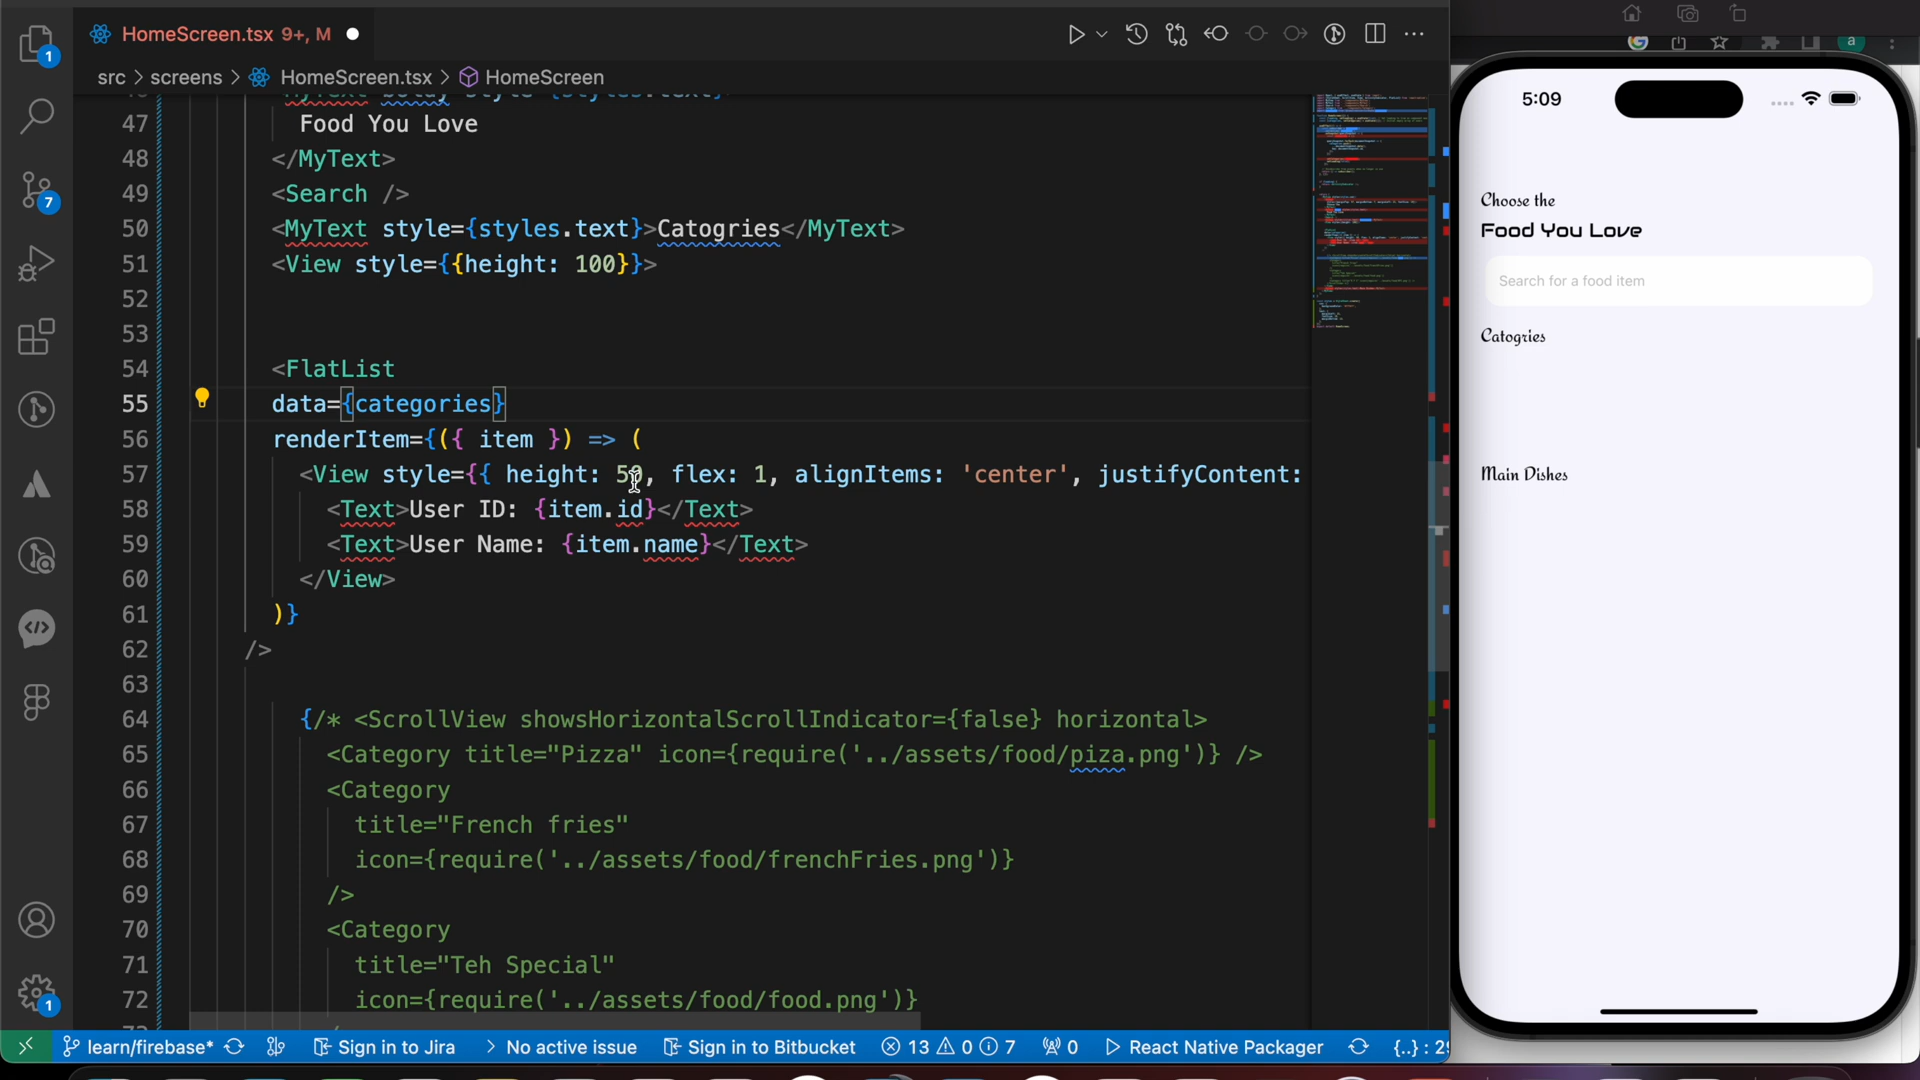 HomeScreen.tsx 9+, M
src > screens > HomeScreen.tsx > HomeScreen
47 Food You Love
48 </MyText>
49 <Search />
50 <MyText style={styles.text}>Catogries</MyText>
51 <View style={{height: 100}}>
52
53
54 <FlatList
55 data={categories}
56 renderItem={({ item }) => (
57 <View style={{ height: 50, flex: 1, alignItems: 'center', justifyContent:
58 <Text>User ID: {item.id}</Text>
59 <Text>User Name: {item.name}</Text>
60 </View>
61 )}
62 />
63
64 {/* <ScrollView showsHorizontalScrollIndicator={false} horizontal>
65 <Category title="Pizza" icon={require('../assets/food/piza.png')} />
66 <Category
67 title="French fries"
68 icon={require('../assets/food/frenchFries.png')}
69 />
70 <Category
71 title="Teh Special"
72 icon={require('../assets/food/food.png')}
1
7
1
learn/firebase* Sign in to Jira No active issue Sign in to Bitbucket 13 0 7 0 React Native Packager {..} : 29
a
5:09
Choose the
Food You Love
Search for a food item
Catogries
Main Dishes